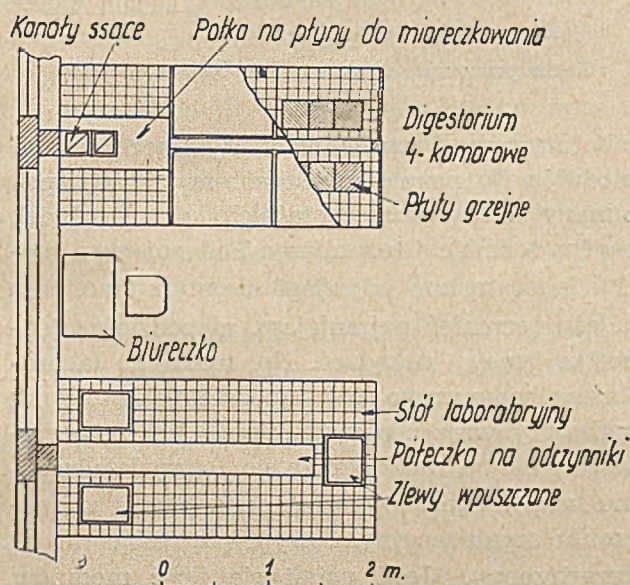 Kanały ssące
Półka na płyny do miareczkowania
Digestorium
4-komorowe
Płyty grzejne
Biureczko
Stół laboratoryjny
Półeczka na odczynniki
Zlewy wpuszczane
0 1 2 m.